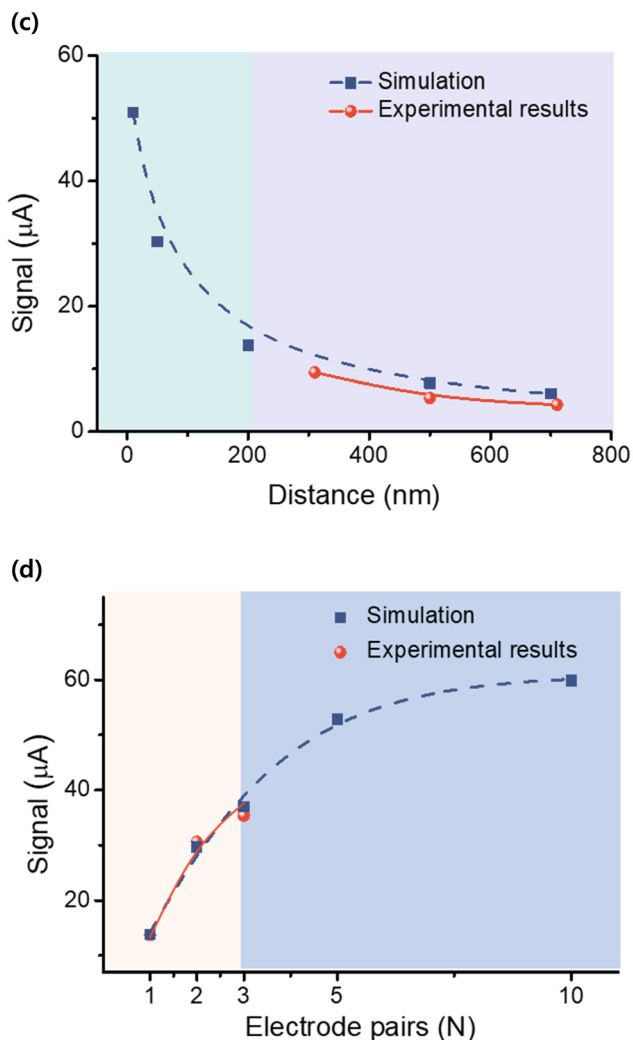 (c)
60
40
20
0
Signal (μA)
Simulation
Experimental results
0 200 400 600 800
Distance (nm)
(d)
60
40
20
Signal (μA)
Simulation
Experimental results
1 2 3 5 10
Electrode pairs (N)